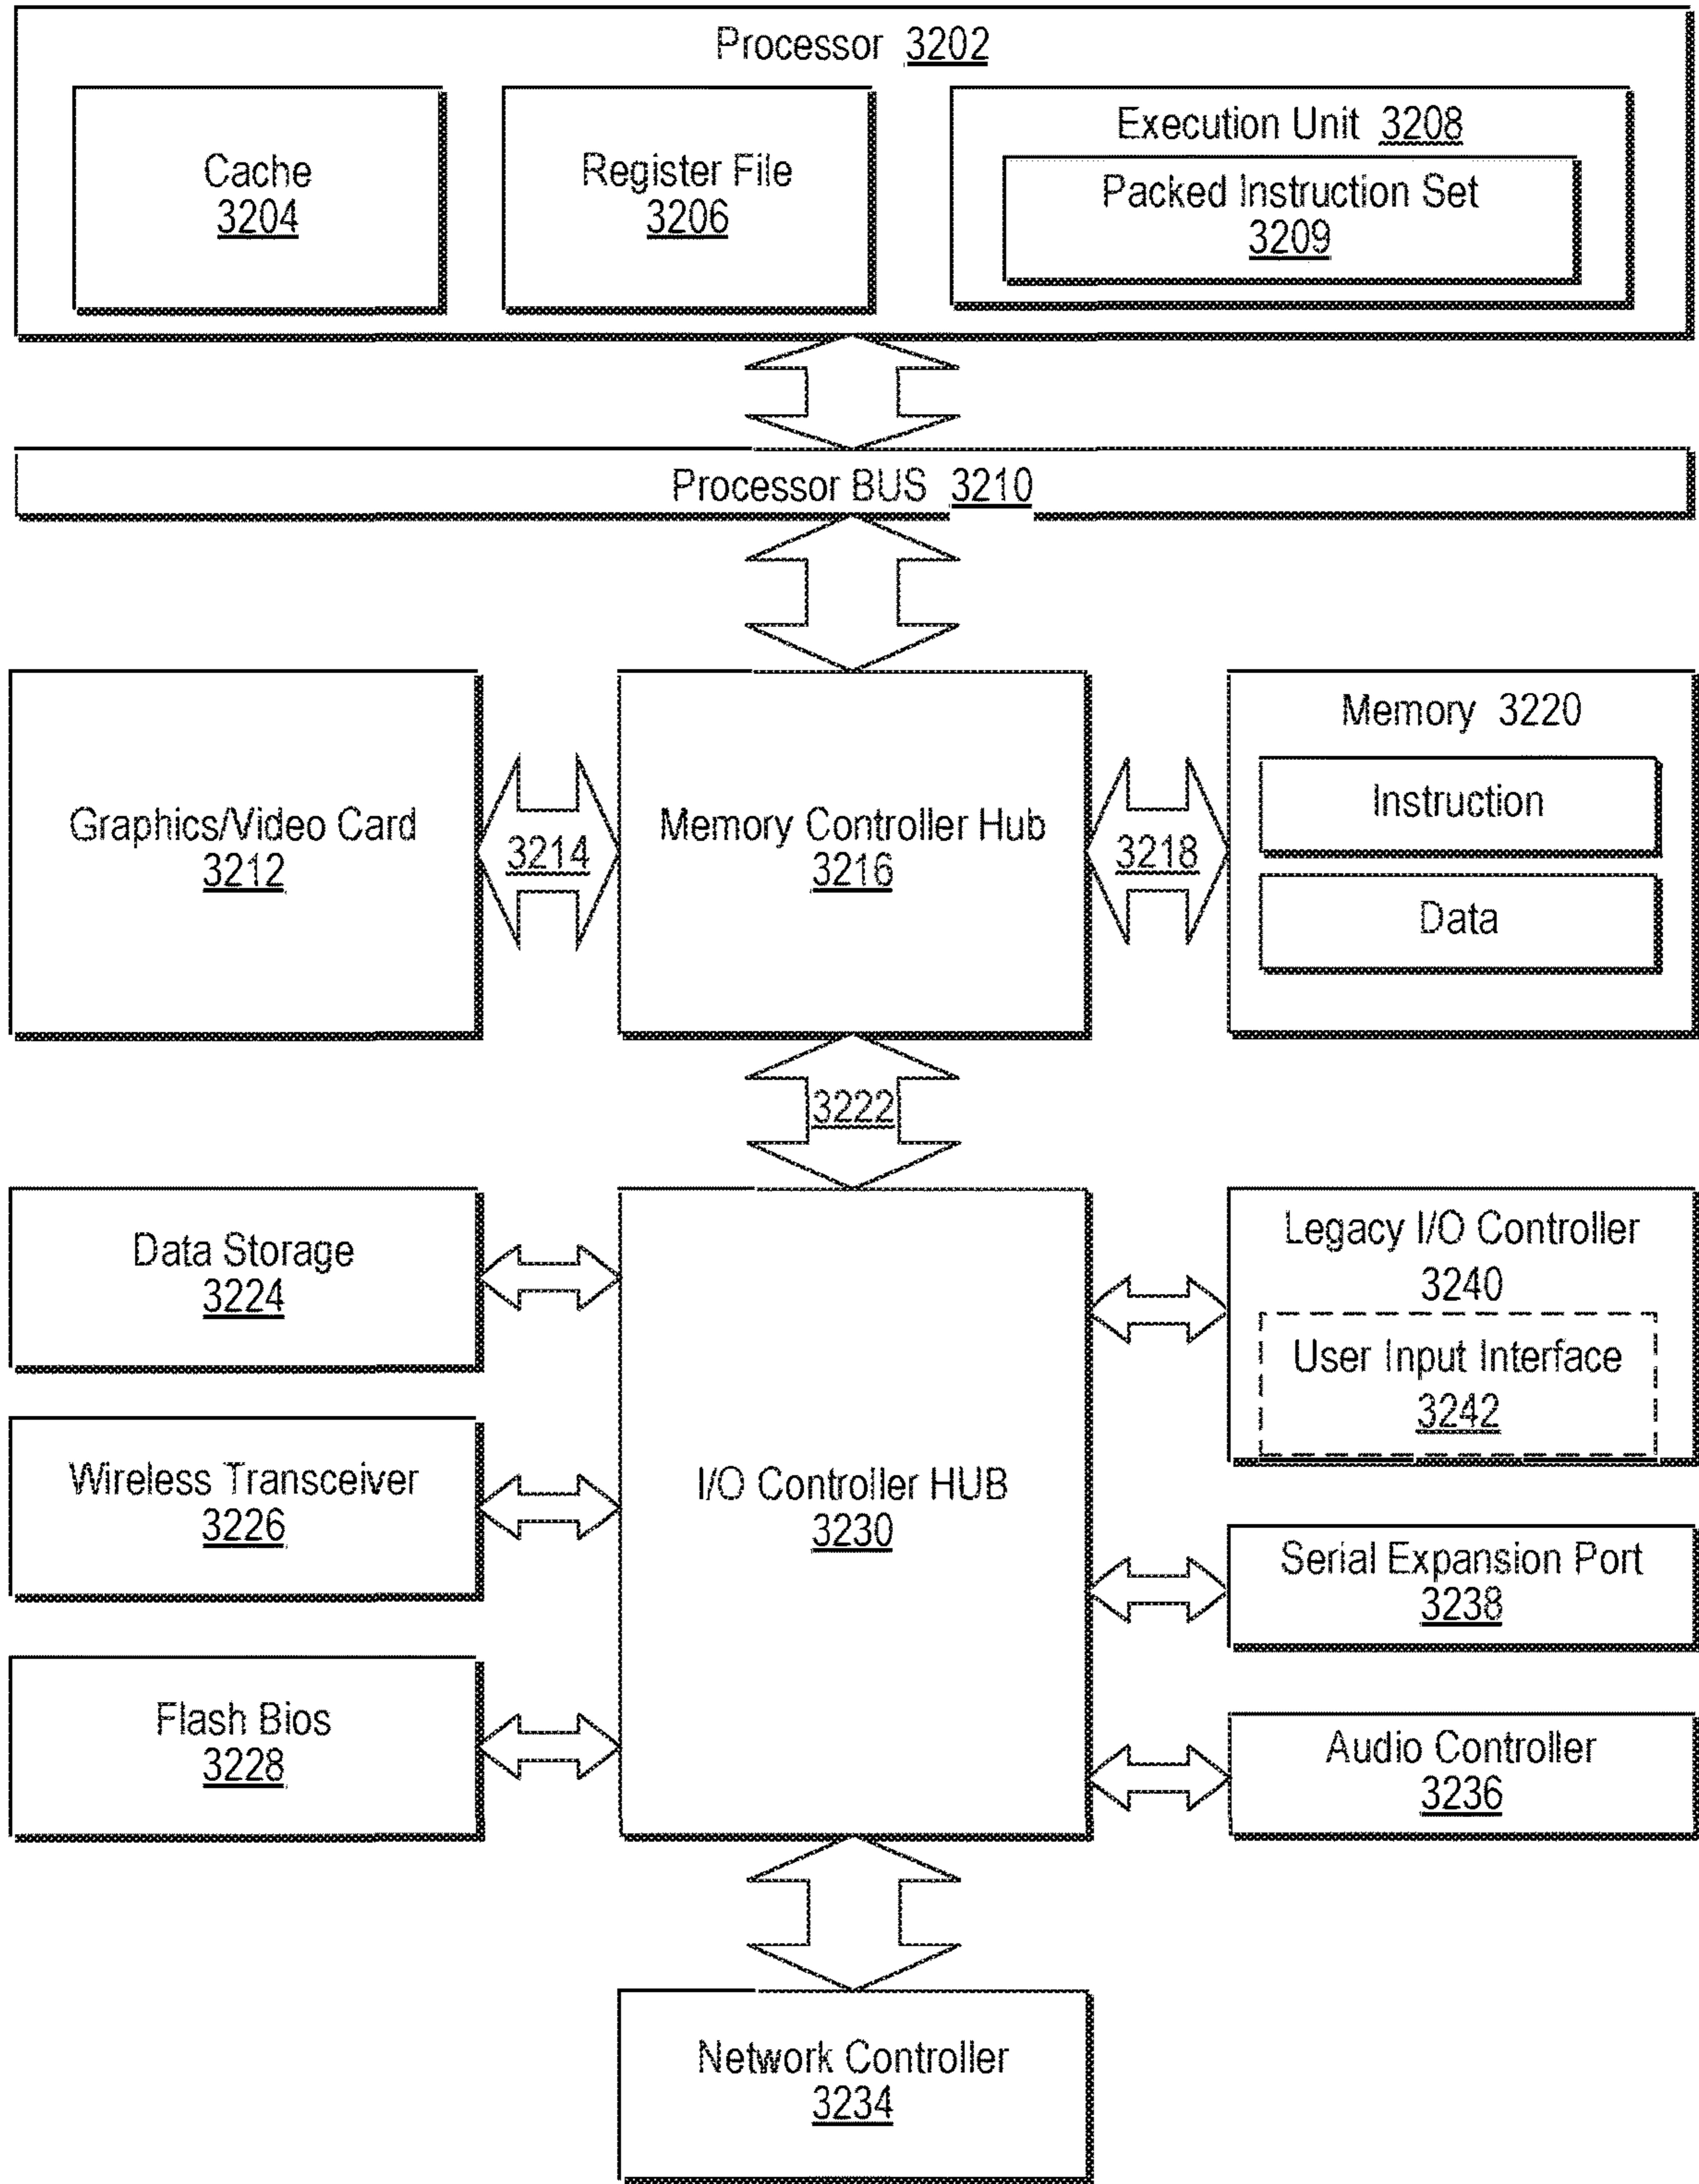 Processor 3202
Cache
3204
Register File
3206
Execution Unit 3208
Packed Instruction Set
3209
Processor BUS 3210
Graphics/Video Card
3212
3214
Memory Controller Hub
3216
3218
Memory 3220
Instruction
Data
3222
Data Storage
3224
Wireless Transceiver
3226
Flash Bios
3228
I/O Controller HUB
3230
Legacy I/O Controller
3240
User Input Interface
3242
Serial Expansion Port
3238
Audio Controller
3236
Network Controller
3234